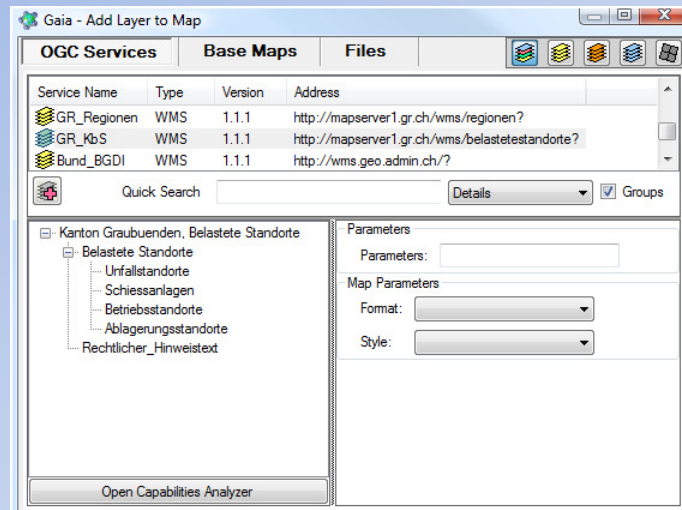 Gaia - Add Layer to Map
OGC Services Base Maps Files
Service Name Type Version Address
GR_Regionen WMS 1.1.1 http://mapserver1.gr.ch/wms/regionen?
GR_KbS WMS 1.1.1 http://mapserver1.gr.ch/wms/belastetestandorte?
Bund_BGDI WMS 1.1.1 http://wms.geo.admin.ch/?
Quick Search Details Groups
Kanton Graubuenden, Belastete Standorte
Belastete Standorte
Unfallstandorte
Schiessanlagen
Betriebsstandorte
Ablagerungsstandorte
Rechtlicher_Hinweistext
Open Capabilities Analyzer
Parameters
Parameters:
Map Parameters
Format:
Style: